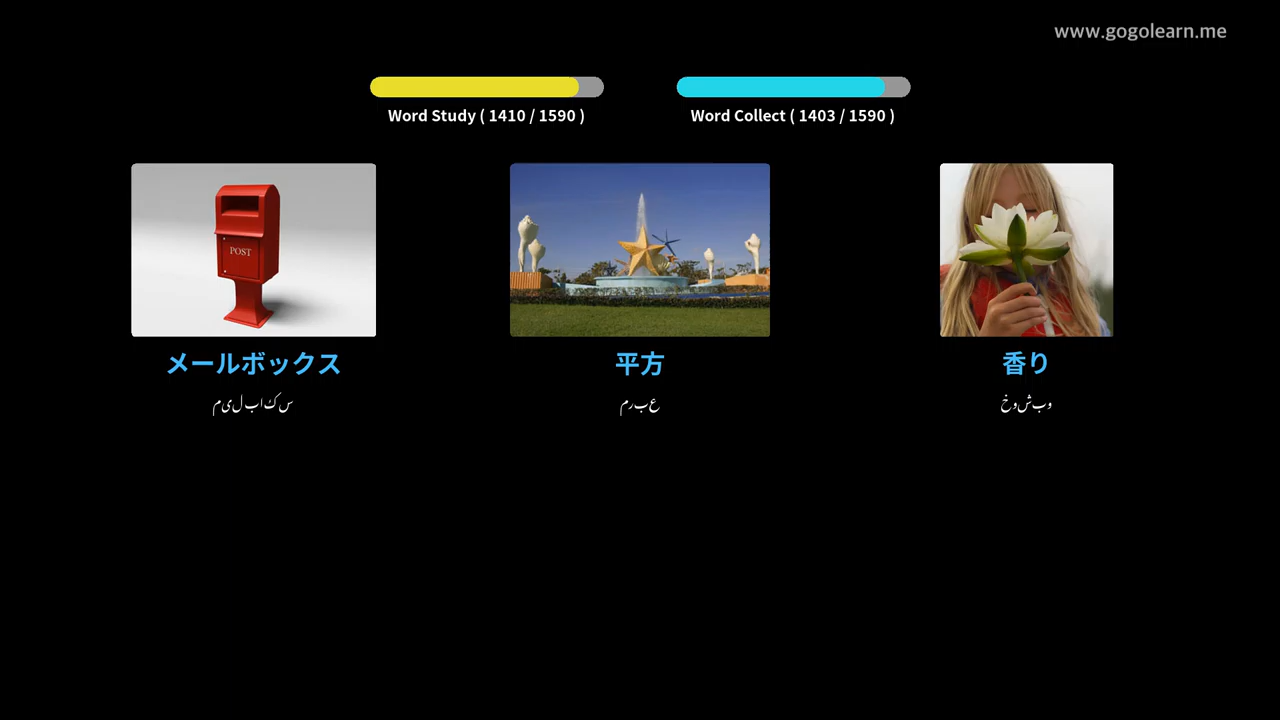 www.gogolearn.me
Word Study ( 1410 / 1590 ) Word Collect ( 1403 / 1590 )
POST
メールボックス 平方 香り
میل باکس مربع خوشبو